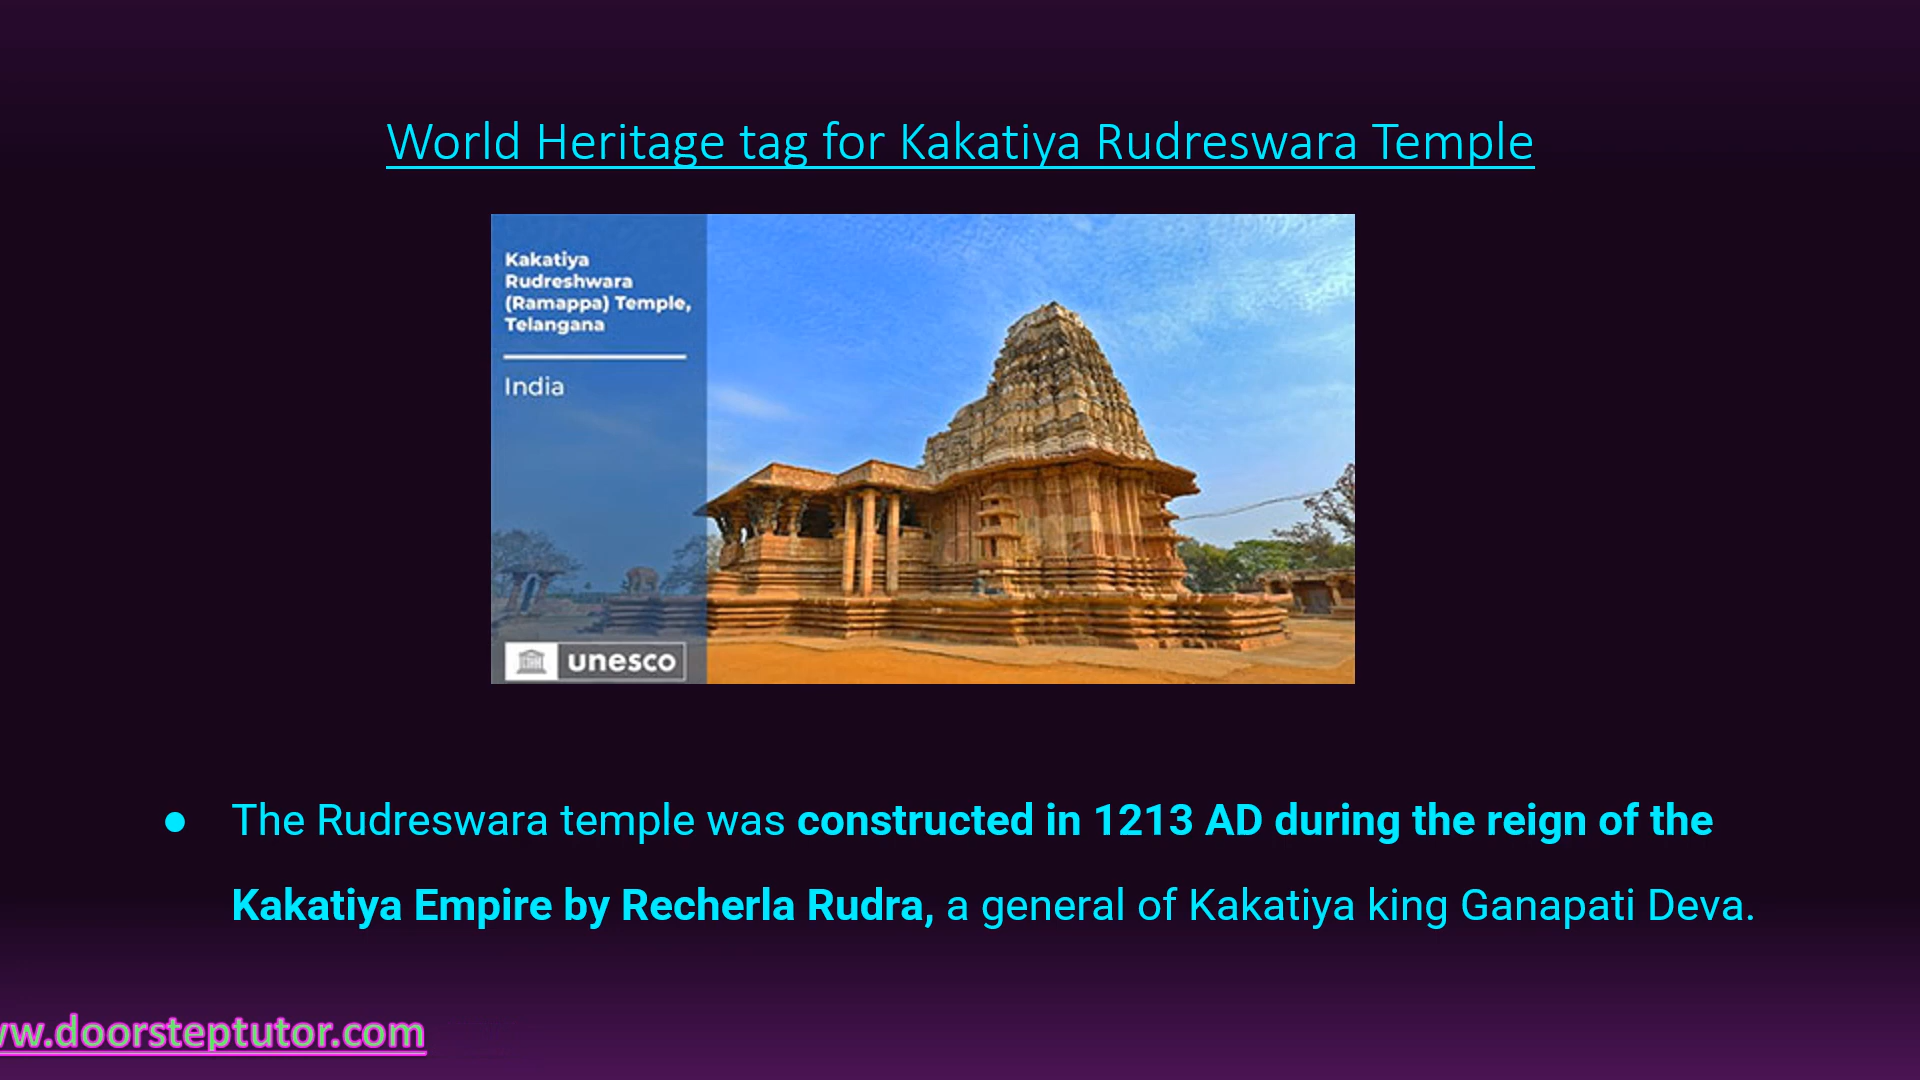 World Heritage tag for Kakatiya Rudreswara Temple
Kakatiya
Rudreshwara
(Ramappa) Temple,
Telangana
India
unesco
● The Rudreswara temple was constructed in 1213 AD during the reign of the
Kakatiya Empire by Recherla Rudra, a general of Kakatiya king Ganapati Deva.
w.doorsteptutor.com